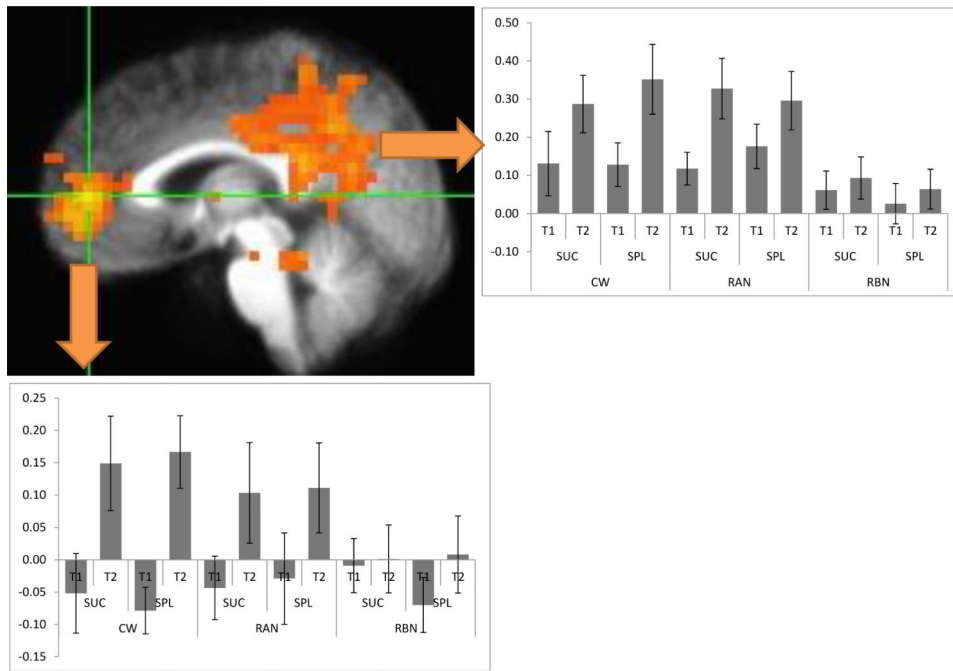 0.50
0.40
0.30
0.20
0.10
0.00
-0.10
T1 T2 T1 T2 T1 T2 T1 T2 T1 T2 T1 T2
SUC SPL SUC SPL SUC SPL
CW RAN RBN
0.25
0.20
0.15
0.10
0.05
0.00
-0.05
-0.10
-0.15
T1 T2 T1 T2 T1 T2 T1 T2 T1 T2 T1 T2
SUC SPL SUC SPL SUC SPL
CW RAN RBN